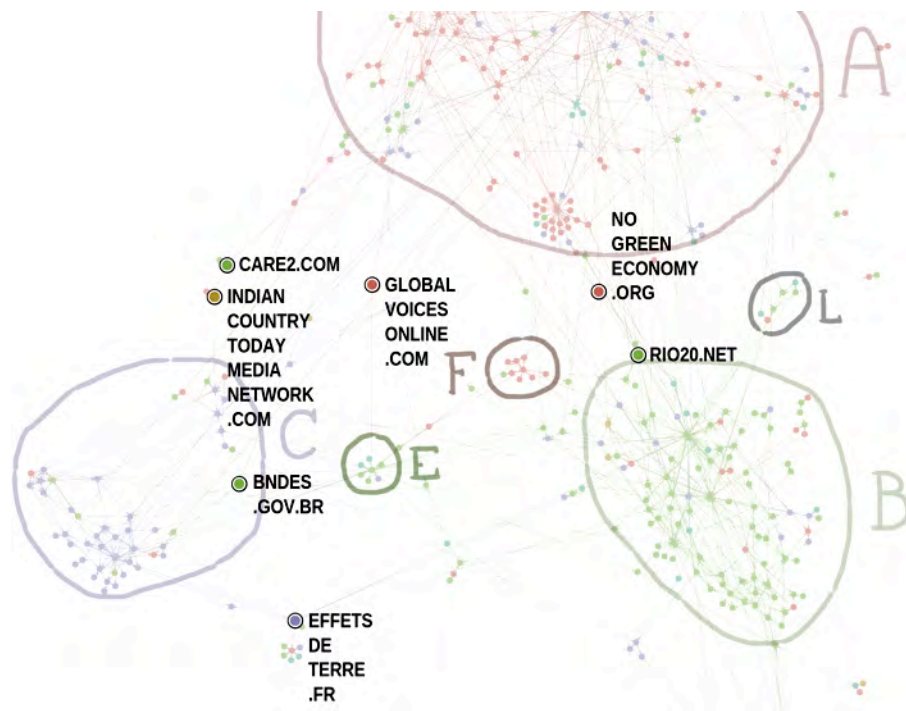 A
NO
GREEN
ECONOMY
.ORG
CARE2.COM
GLOBAL
VOICES
ONLINE
.COM
INDIAN
COUNTRY
TODAY
MEDIA
NETWORK
.COM
L
RIO20.NET
F
C
E
BNDES
.GOV.BR
B
EFFETS
DE
TERRE
.FR